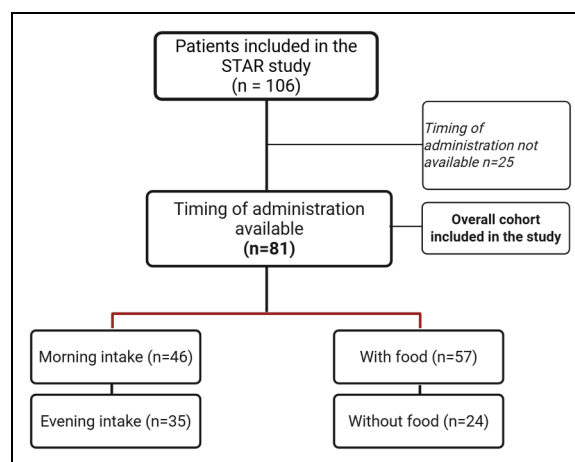 Patients included in the
STAR study
(n = 106)
Timing of
administration not
available n=25
Timing of administration
available
(n=81)
Overall cohort
included in the study
Morning intake (n=46)
With food (n=57)
Evening intake (n=35)
Without food (n=24)